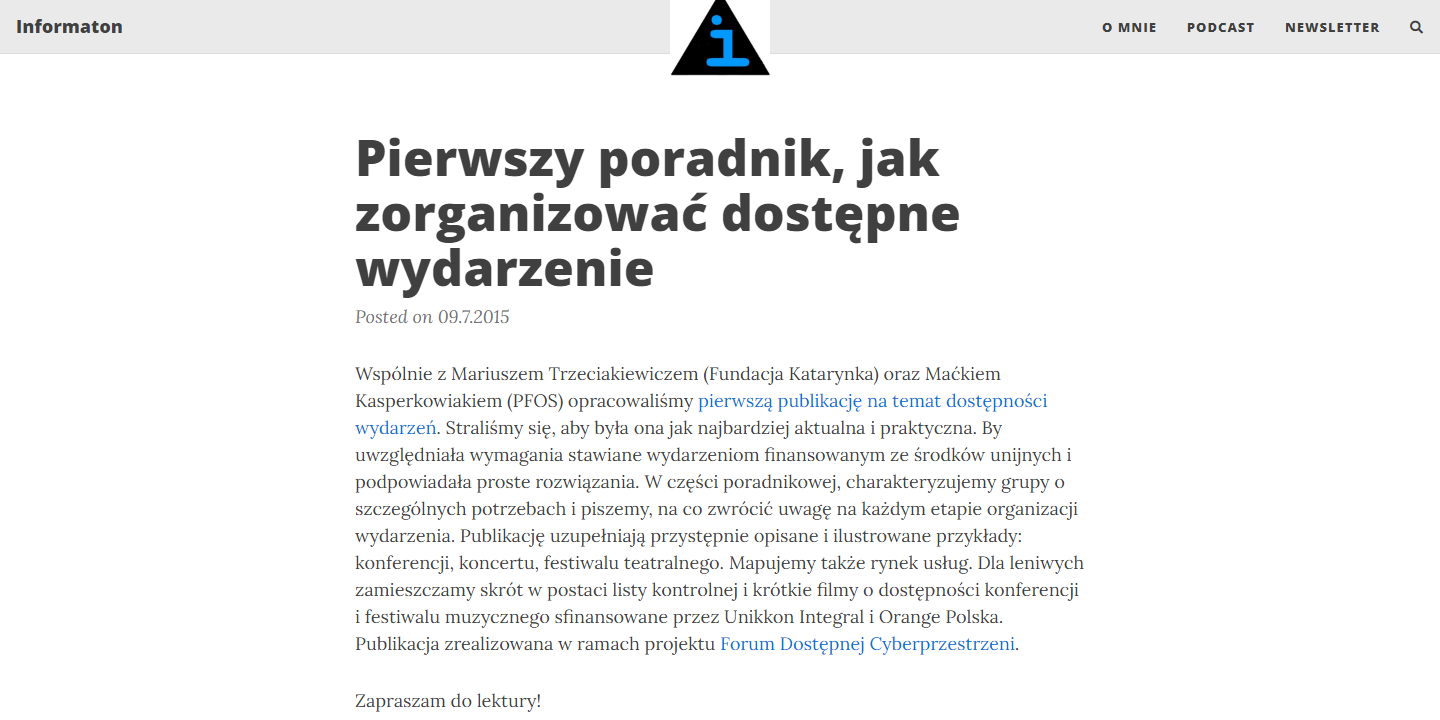 Informaton
i
O MNIE
PODCAST
NEWSLETTER
Pierwszy poradnik, jak
zorganizować dostępne
wydarzenie
Posted on 09.7.2015
Wspólnie z Mariuszem Trzeciakiewiczem (Fundacja Katarynka) oraz Maćkiem
Kasperkowiakiem (PFOS) opracowaliśmy pierwszą publikację na temat dostępności
wydarzeń. Straliśmy się, aby była ona jak najbardziej aktualna i praktyczna. By
uwzględniała wymagania stawiane wydarzeniom finansowanym ze środków unijnych i
podpowiadała proste rozwiązania. W części poradnikowej, charakteryzujemy grupy o
szczególnych potrzebach i piszemy, na co zwrócić uwagę na każdym etapie organizacji
wydarzenia. Publikację uzupełniają przystępnie opisane i ilustrowane przykłady:
konferencji, koncertu, festiwalu teatralnego. Mapujemy także rynek usług. Dla leniwych
zamieszczamy skrót w postaci listy kontrolnej i krótkie filmy o dostępności konferencji
i festiwalu muzycznego sfinansowane przez Unikkon Integral i Orange Polska.
Publikacja zrealizowana w ramach projektu Forum Dostępnej Cyberprzestrzeni.
Zapraszam do lektury!